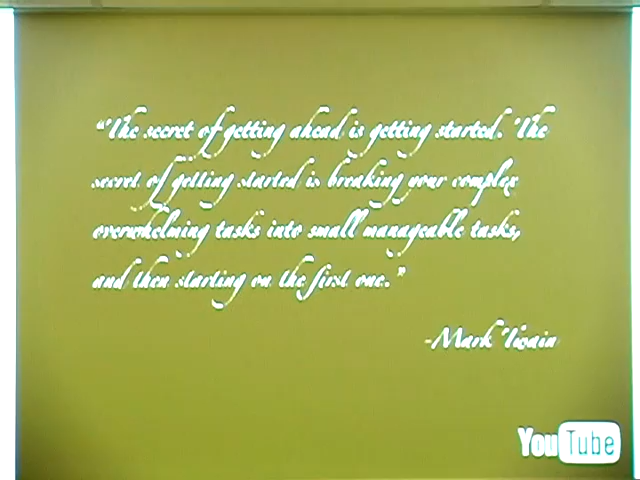 "The secret of getting ahead is getting started. The
secret of getting started is breaking your complex
overwhelming tasks into small manageable tasks,
and then starting on the first one."
-Mark Twain
YouTube